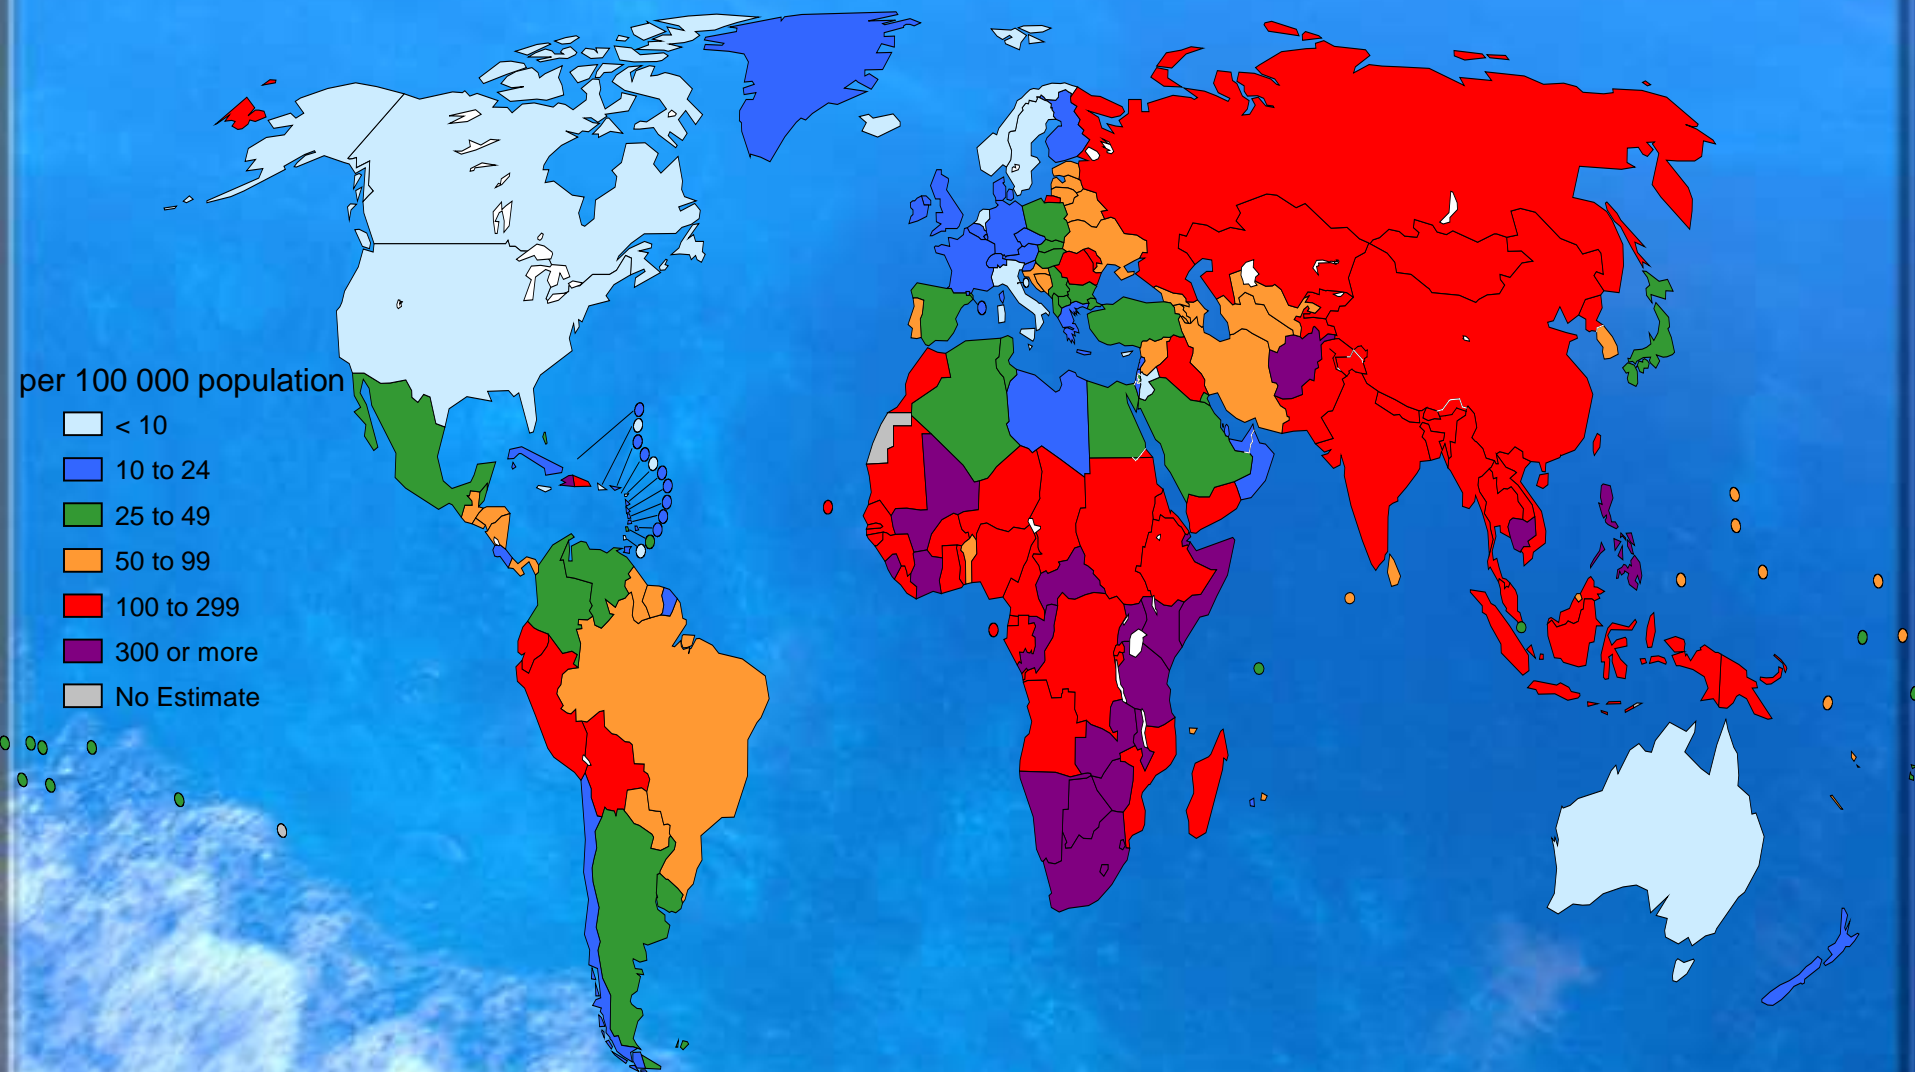 per 100 000 population
< 10
10 to 24
25 to 49
50 to 99
100 to 299
300 or more
No Estimate